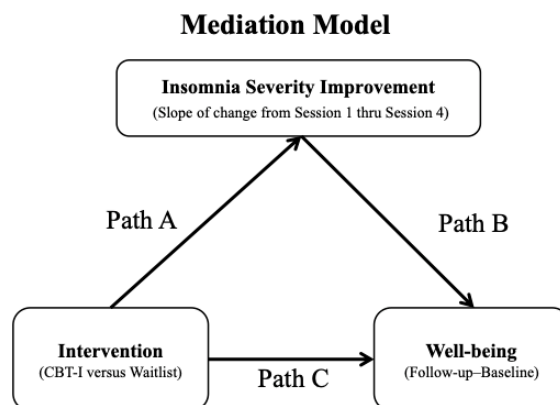 Mediation Model
Insomnia Severity Improvement
(Slope of change from Session 1 thru Session 4)
Path A
Path B
Intervention
(CBT-I versus Waitlist)
Path C
Well-being
(Follow-up–Baseline)